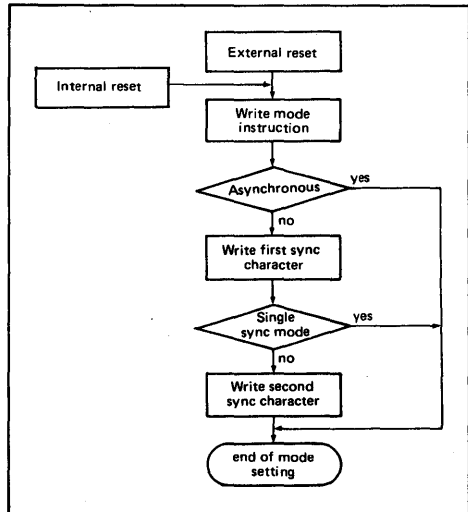 External reset
Internal reset
Write mode
instruction
Asynchronous
yes
no
Write first sync
character
Single
sync mode
yes
no
Write second
sync character
end of mode
setting